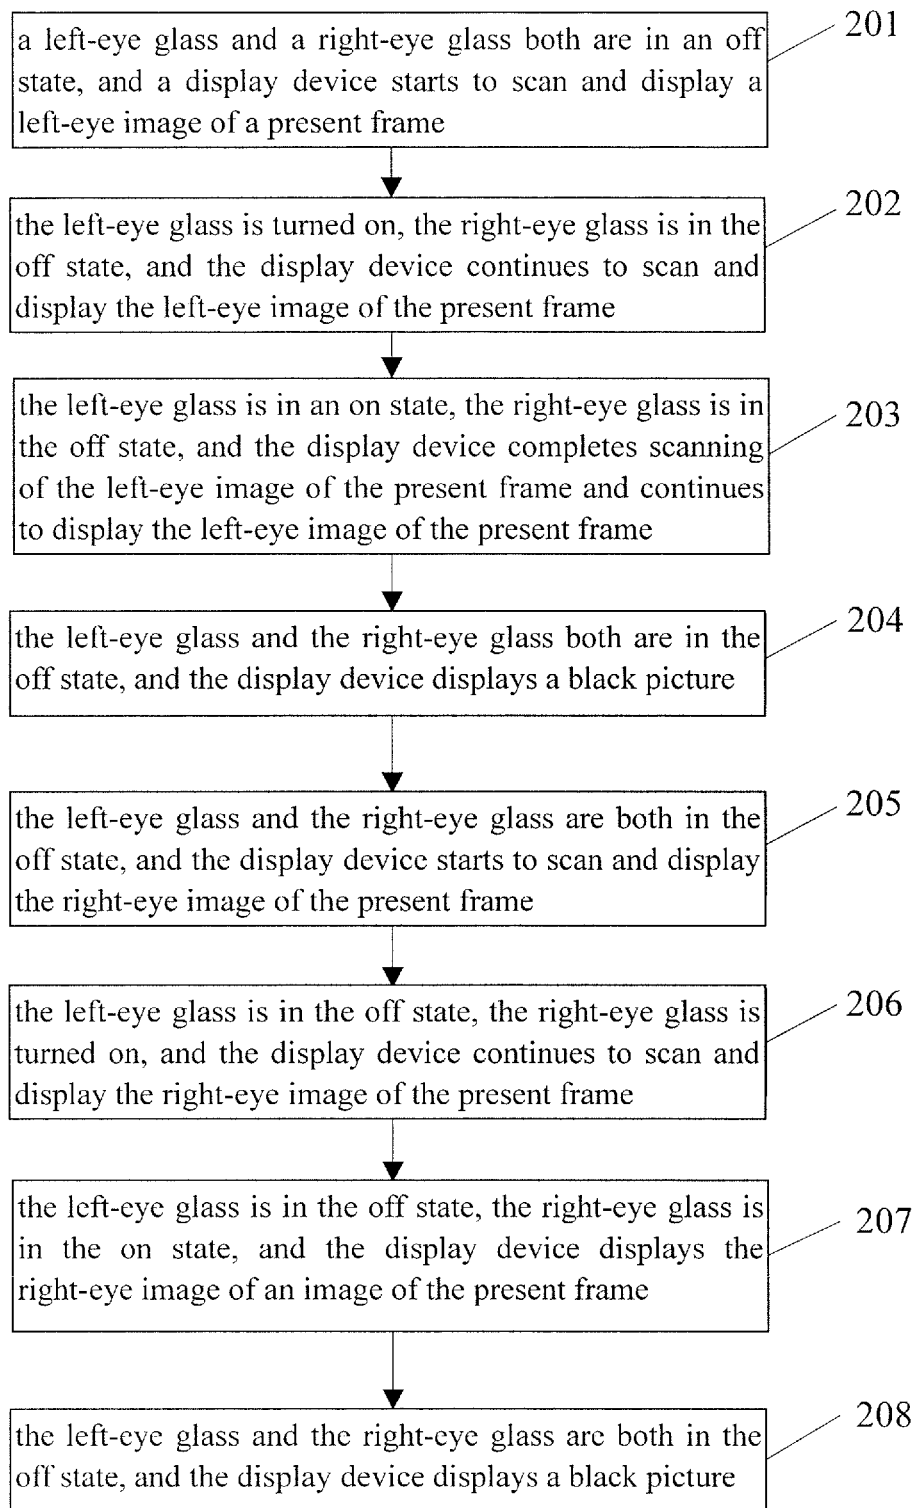 a left-eye glass and a right-eye glass both are in an off
state, and a display device starts to scan and display a
left-eye image of a present frame
201
the left-eye glass is turned on, the right-eye glass is in the
off state, and the display device continues to scan and
display the left-eye image of the present frame
202
the left-eye glass is in an on state, the right-eye glass is in
the off state, and the display device completes scanning
of the left-eye image of the present frame and continues
to display the left-eye image of the present frame
203
the left-eye glass and the right-eye glass both are in the
off state, and the display device displays a black picture
204
the left-eye glass and the right-eye glass are both in the
off state, and the display device starts to scan and display
the right-eye image of the present frame
205
the left-eye glass is in the off state, the right-eye glass is
turned on, and the display device continues to scan and
display the right-eye image of the present frame
206
the left-eye glass is in the off state, the right-eye glass is
in the on state, and the display device displays the
right-eye image of an image of the present frame
207
the left-eye glass and the right-eye glass are both in the
off state, and the display device displays a black picture
208